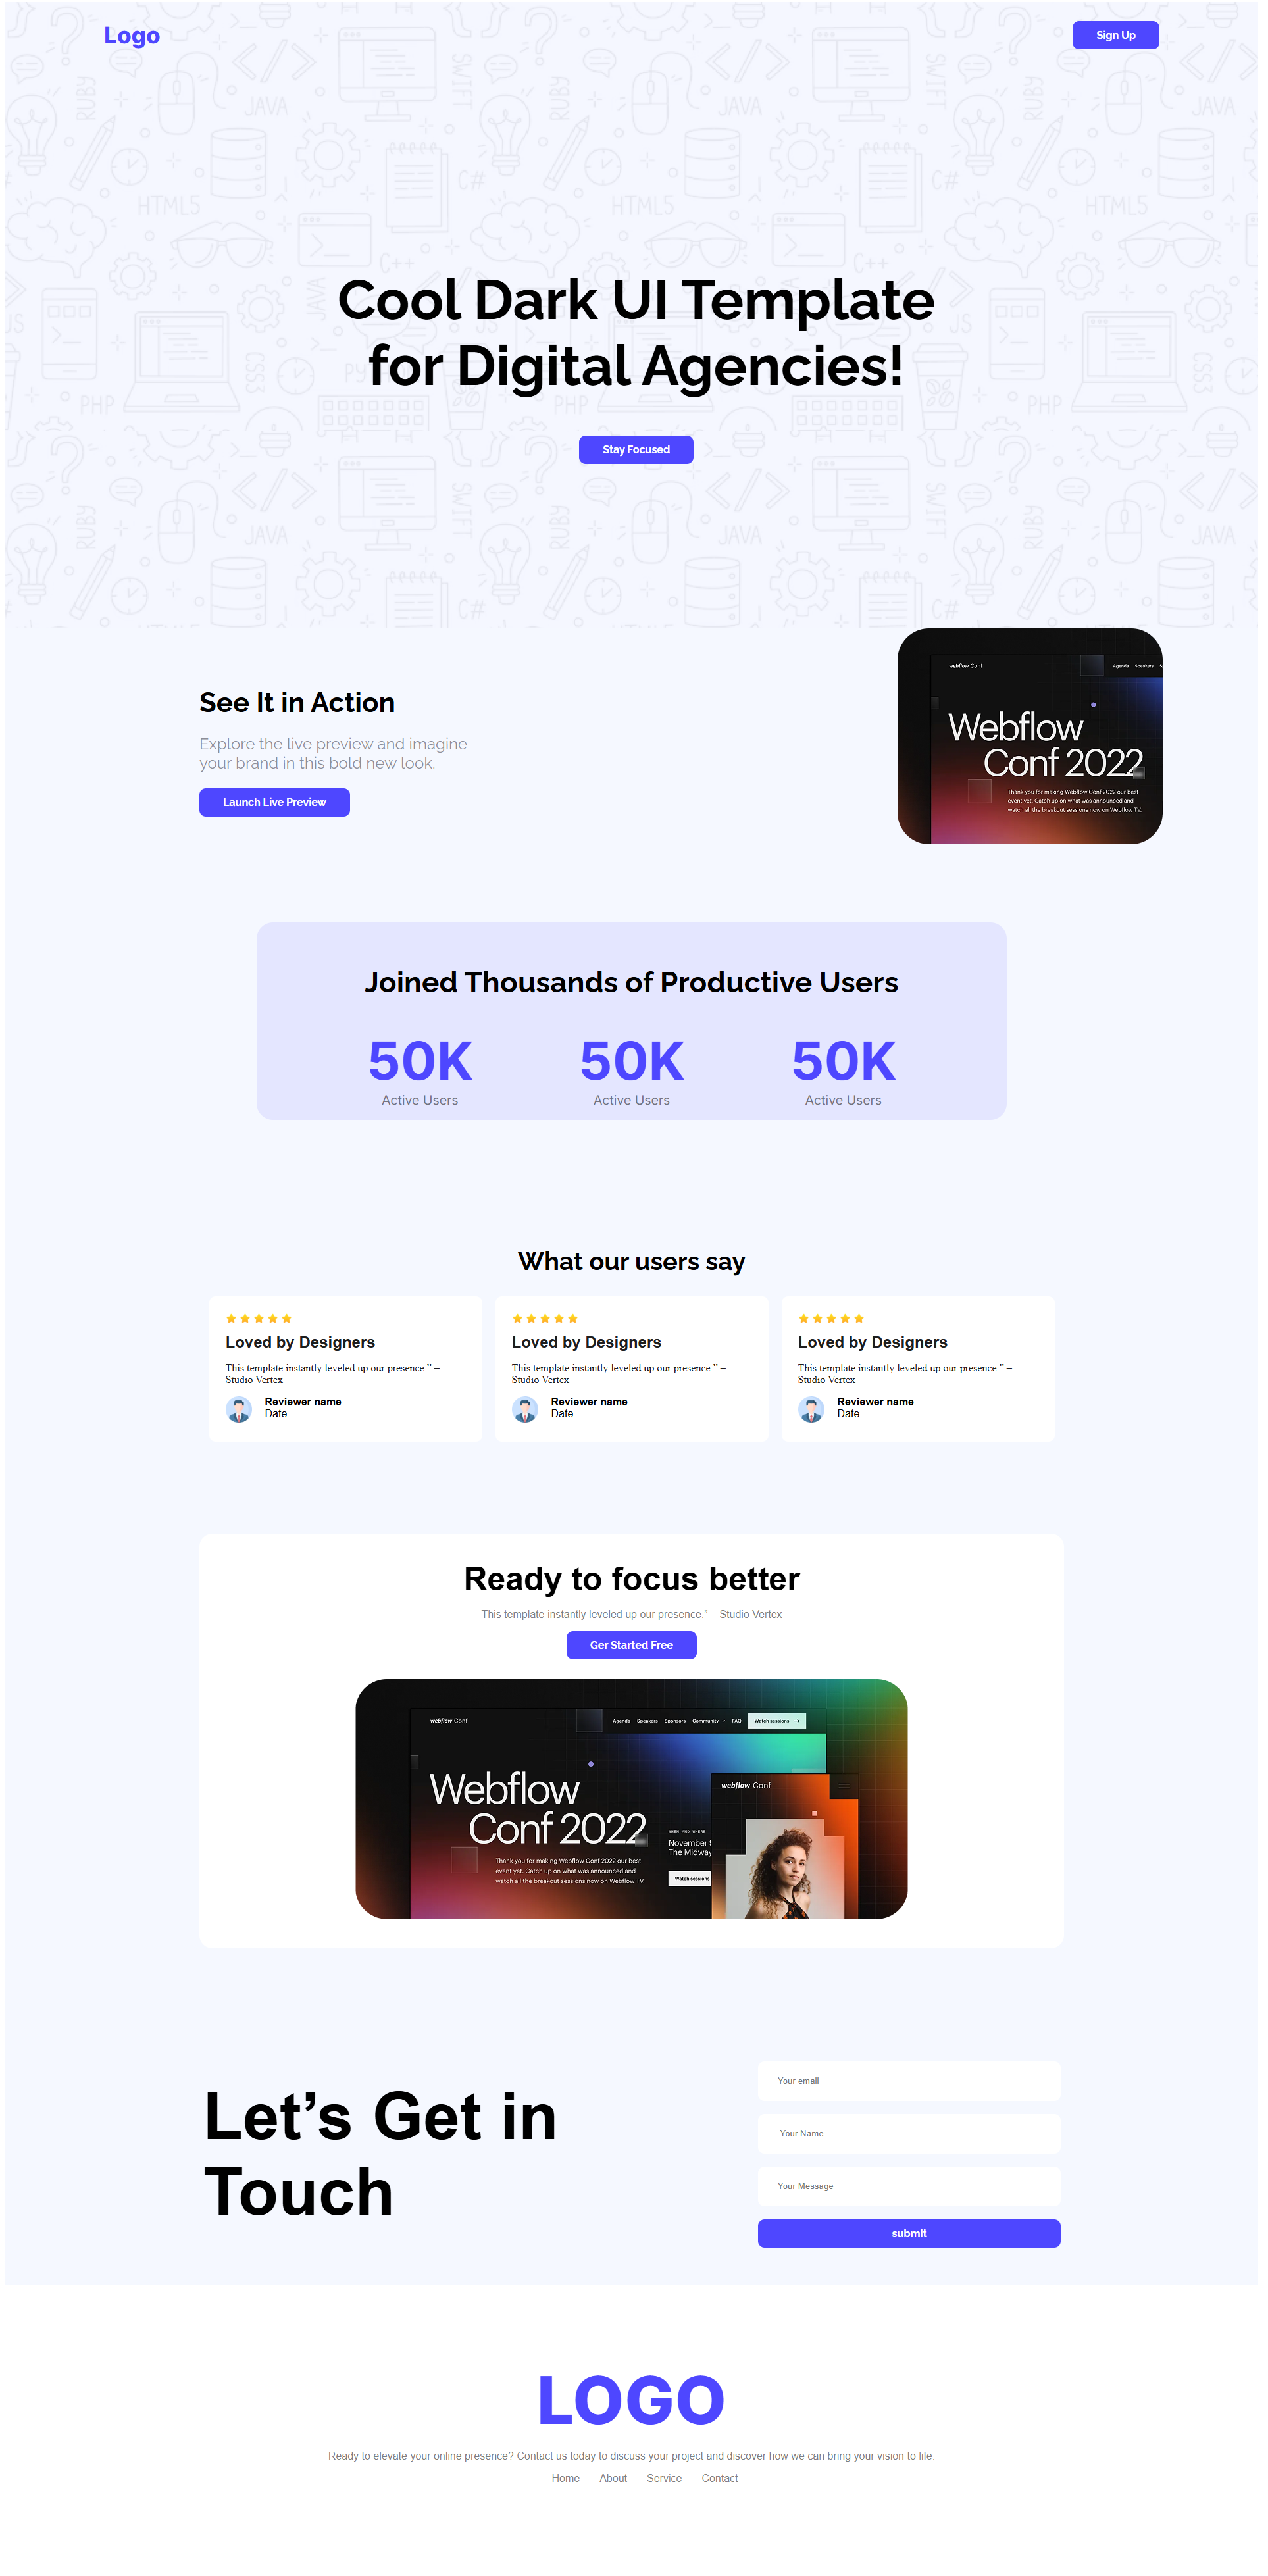 Logo
Sign Up
Cool Dark UI Template
for Digital Agencies!
Stay Focused
See It in Action
Explore the live preview and imagine
your brand in this bold new look.
Launch Live Preview
webflow Conf
Agenda Speakers
Webflow
Conf 2022
Thank you for making Webflow Conf 2022 our best
event yet. Catch up on what was announced and
watch all the breakout sessions now on Webflow TV.
Joined Thousands of Productive Users
50K 50K 50K
Active Users Active Users Active Users
What our users say
Loved by Designers
This template instantly leveled up our presence.” –
Studio Vertex
Reviewer name
Date
Loved by Designers
This template instantly leveled up our presence.” –
Studio Vertex
Reviewer name
Date
Loved by Designers
This template instantly leveled up our presence.” –
Studio Vertex
Reviewer name
Date
Ready to focus better
This template instantly leveled up our presence.” – Studio Vertex
Ger Started Free
webflow Conf
Agenda Speakers Sponsors Community FAQ Watch sessions
Webflow
Conf 2022
Thank you for making Webflow Conf 2022 our best
event yet. Catch up on what was announced and
watch all the breakout sessions now on Webflow TV.
WHEN AND WHERE
November
The Midway
Watch sessions
webflow Conf
Let’s Get in
Touch
Your email
Your Name
Your Message
submit
LOGO
Ready to elevate your online presence? Contact us today to discuss your project and discover how we can bring your vision to life.
Home About Service Contact